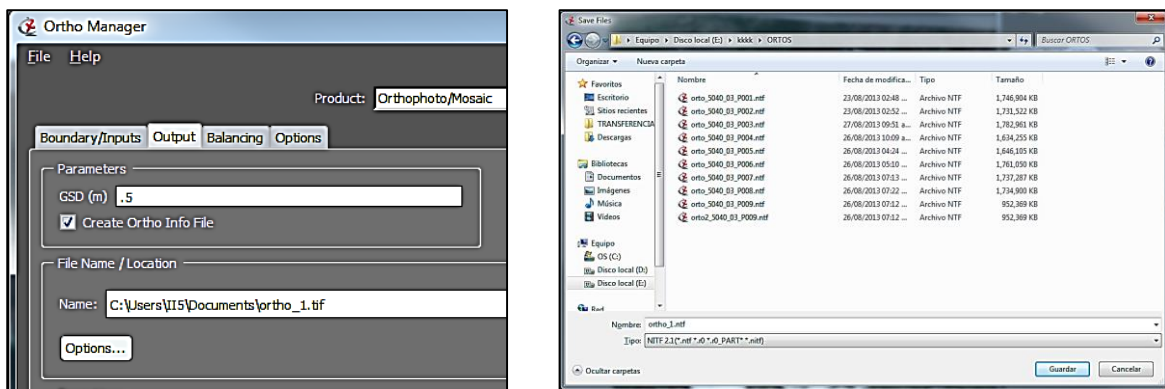 Ortho Manager
File Help
Product: Orthophoto/Mosaic
Boundary/Inputs Output Balancing Options
Parameters
GSD (m) .5
Create Ortho Info File
File Name / Location
Name: C:\Users\II5\Documents\ortho_1.tif
Options...
Save Files
Equipo Disco local (E:) kkkk ORTOS Buscar ORTOS
Organizar Nueva carpeta
Nombre Fecha de modifica... Tipo Tamaño
Favoritos
Escritorio
Sitios recientes
TRANSFERENCIA
Descargas
Bibliotecas
Documentos
Imágenes
Música
Videos
Equipo
OS (C:)
Disco local (D:)
Disco local (E:)
Red
orto_5040_03_P001.ntf 23/08/2013 02:48 ... Archivo NTF 1,746,904 KB
orto_5040_03_P002.ntf 23/08/2013 02:52 ... Archivo NTF 1,731,522 KB
orto_5040_03_P003.ntf 27/08/2013 09:51 a... Archivo NTF 1,782,961 KB
orto_5040_03_P004.ntf 26/08/2013 10:09 a... Archivo NTF 1,634,255 KB
orto_5040_03_P005.ntf 26/08/2013 04:24 ... Archivo NTF 1,646,105 KB
orto_5040_03_P006.ntf 26/08/2013 05:10 ... Archivo NTF 1,761,050 KB
orto_5040_03_P007.ntf 26/08/2013 07:13 ... Archivo NTF 1,737,287 KB
orto_5040_03_P008.ntf 26/08/2013 07:22 ... Archivo NTF 1,734,900 KB
orto_5040_03_P009.ntf 26/08/2013 07:12 ... Archivo NTF 952,369 KB
orto2_5040_03_P009.ntf 26/08/2013 07:12 ... Archivo NTF 952,369 KB
Nombre: ortho_1.ntf
Tipo: NITF 2.1(*.ntf *.r0 *.r0_PART* *.nitf)
Ocultar carpetas Guardar Cancelar